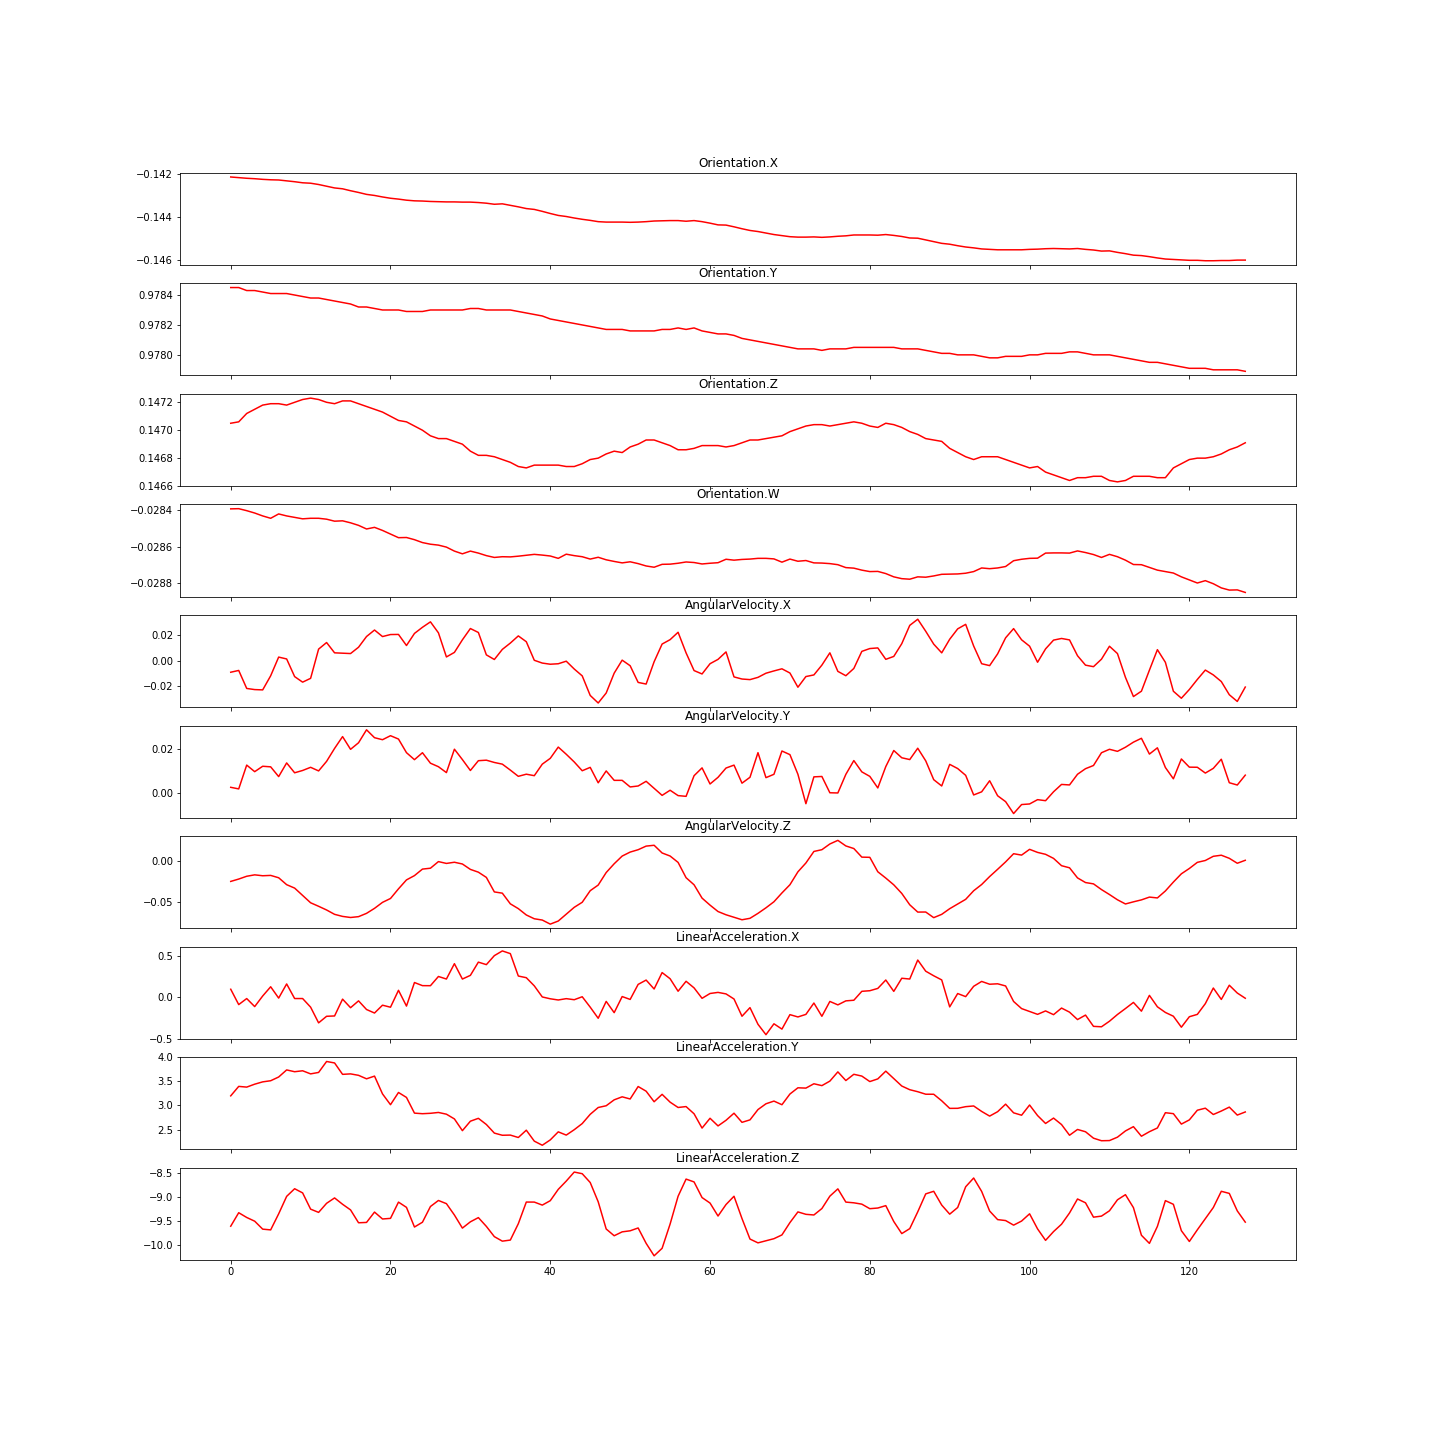 Orientation.X
−0.142
−0.144
−0.146
Orientation.Y
0.9784
0.9782
0.9780
Orientation.Z
0.1472
0.1470
0.1468
0.1466
Orientation.W
−0.0284
−0.0286
−0.0288
AngularVelocity.X
0.02
0.00
−0.02
AngularVelocity.Y
0.02
0.00
AngularVelocity.Z
0.00
−0.05
LinearAcceleration.X
0.5
0.0
−0.5
LinearAcceleration.Y
4.0
3.5
3.0
2.5
LinearAcceleration.Z
−8.5
−9.0
−9.5
−10.0
0 20 40 60 80 100 120